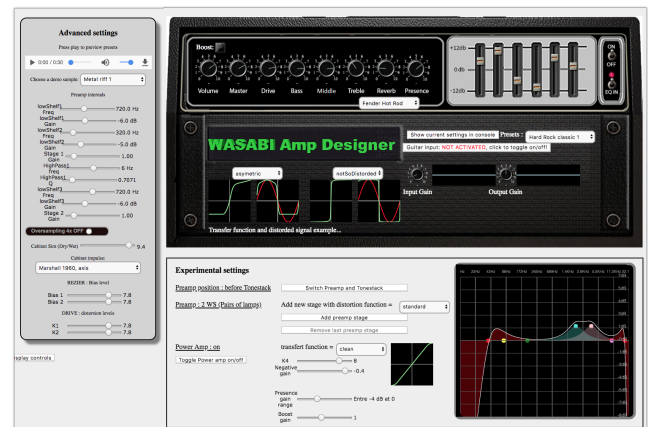 Advanced settings
Press play to preview presets
0:00 / 0:30
Choose a demo sample: Metal riff 1
Preamp internals
lowShelf1 Freq 720.0 Hz
lowShelf1 Gain -6.0 dB
lowShelf2 Freq 320.0 Hz
lowShelf2 Gain -5.0 dB
Stage 1 Gain 1.00
HighPass1 freq 6 Hz
HighPass1 Q 0.7071
lowShelf3 Freq 720.0 Hz
lowShelf3 Gain -6.0 dB
Stage 2 Gain 1.00
Oversampling 4x OFF
Cabinet Sim (Dry/Wet) 9.4
Cabinet impulse:
Marshall 1960, axis
BEZIER : Bias level
Bias 1 7.8
Bias 2 7.8
DRIVE : distorsion levels
K1 7.8
K2 7.8
isplay controls
Boost:
Volume Master Drive Bass Middle Treble Reverb Presence
Fender Hot Rod
+12db
0db
-12db
ON
OFF
EQ IN
WASABI Amp Designer
Show current settings in console Presets : Hard Rock classic 1
Guitar input: NOT ACTIVATED, click to toggle on/off!
asymetric
notSoDistorted
Input Gain
Output Gain
Transfer function and distorted signal example...
Experimental settings
Preamp position : before Tonestack Switch Preamp and Tonestack
Preamp : 2 WS (Pairs of lamps) Add new stage with distortion function = standard
Add preamp stage
Remove last preamp stage
Power Amp : on transfert function = clean
Toggle Power amp on/off!
K4 8
Negative gain -0.4
Presence gain range Entre -4 dB et 0
Boost gain 1